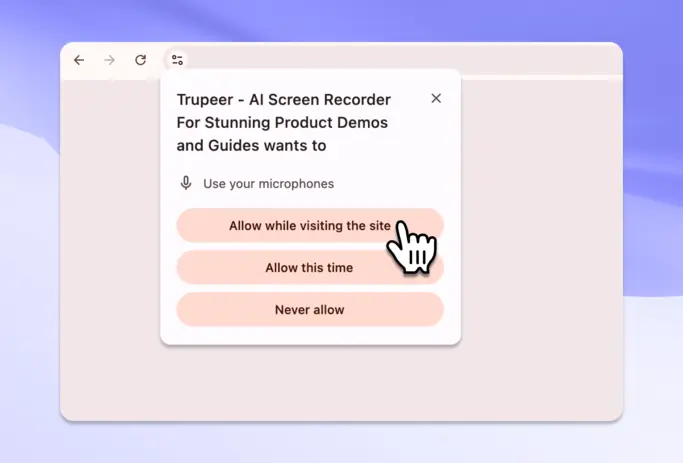 Trupeer - AI Screen Recorder
For Stunning Product Demos
and Guides wants to
Use your microphones
Allow while visiting the site
Allow this time
Never allow